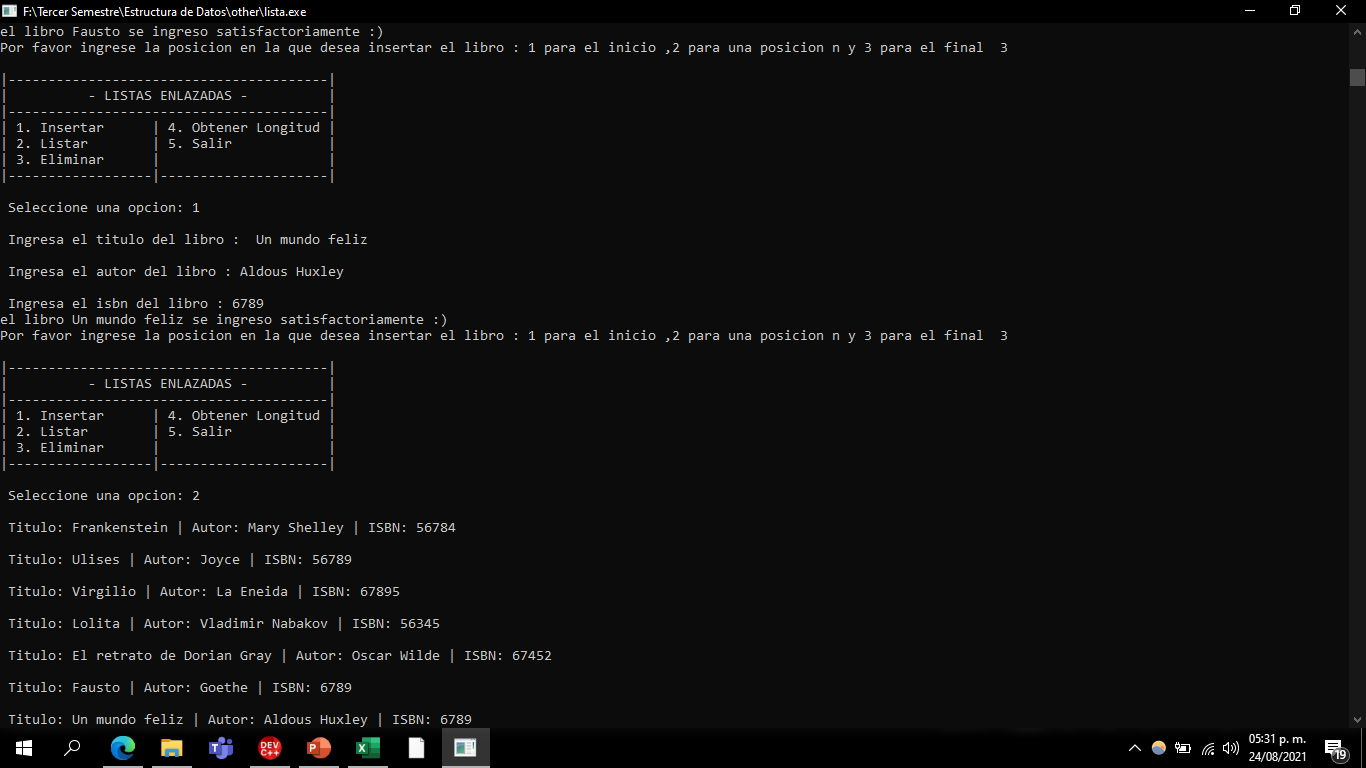 F:\Tercer Semestre\Estructura de Datos\other\lista.exe
el libro Fausto se ingreso satisfactoriamente :)
Por favor ingrese la posicion en la que desea insertar el libro : 1 para el inicio ,2 para una posicion n y 3 para el final  3
|----------------------------------------|
|          - LISTAS ENLAZADAS -          |
|----------------------------------------|
| 1. Insertar      | 4. Obtener Longitud |
| 2. Listar        | 5. Salir            |
| 3. Eliminar      |                     |
|------------------|---------------------|
Seleccione una opcion: 1
Ingresa el titulo del libro :  Un mundo feliz
Ingresa el autor del libro : Aldous Huxley
Ingresa el isbn del libro : 6789
el libro Un mundo feliz se ingreso satisfactoriamente :)
Por favor ingrese la posicion en la que desea insertar el libro : 1 para el inicio ,2 para una posicion n y 3 para el final  3
|----------------------------------------|
|          - LISTAS ENLAZADAS -          |
|----------------------------------------|
| 1. Insertar      | 4. Obtener Longitud |
| 2. Listar        | 5. Salir            |
| 3. Eliminar      |                     |
|------------------|---------------------|
Seleccione una opcion: 2
Titulo: Frankenstein | Autor: Mary Shelley | ISBN: 56784
Titulo: Ulises | Autor: Joyce | ISBN: 56789
Titulo: Virgilio | Autor: La Eneida | ISBN: 67895
Titulo: Lolita | Autor: Vladimir Nabakov | ISBN: 56345
Titulo: El retrato de Dorian Gray | Autor: Oscar Wilde | ISBN: 67452
Titulo: Fausto | Autor: Goethe | ISBN: 6789
Titulo: Un mundo feliz | Autor: Aldous Huxley | ISBN: 6789
DEV C++
05:31 p. m.
24/08/2021
19